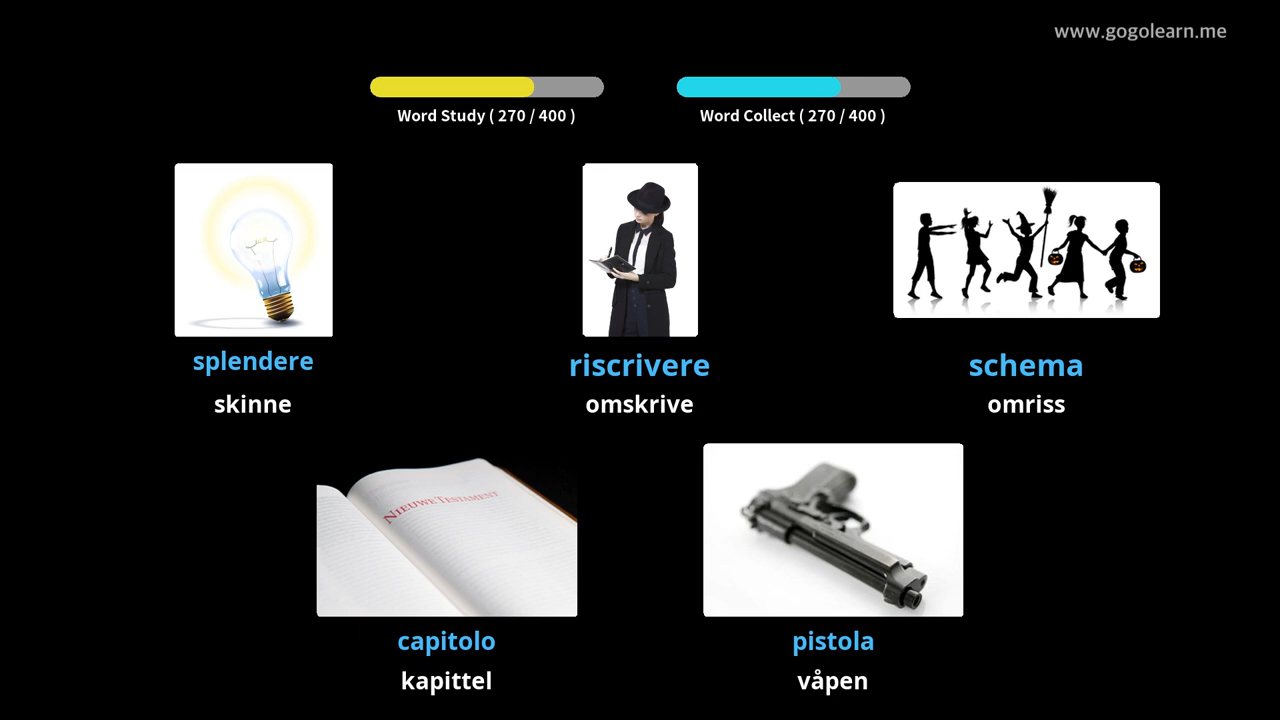 www.gogolearn.me
Word Study ( 270 / 400 )
Word Collect ( 270 / 400 )
splendere
skinne
riscrivere
omskrive
schema
omriss
NIEUWE TESTAMENT
capitolo
kapittel
pistola
våpen